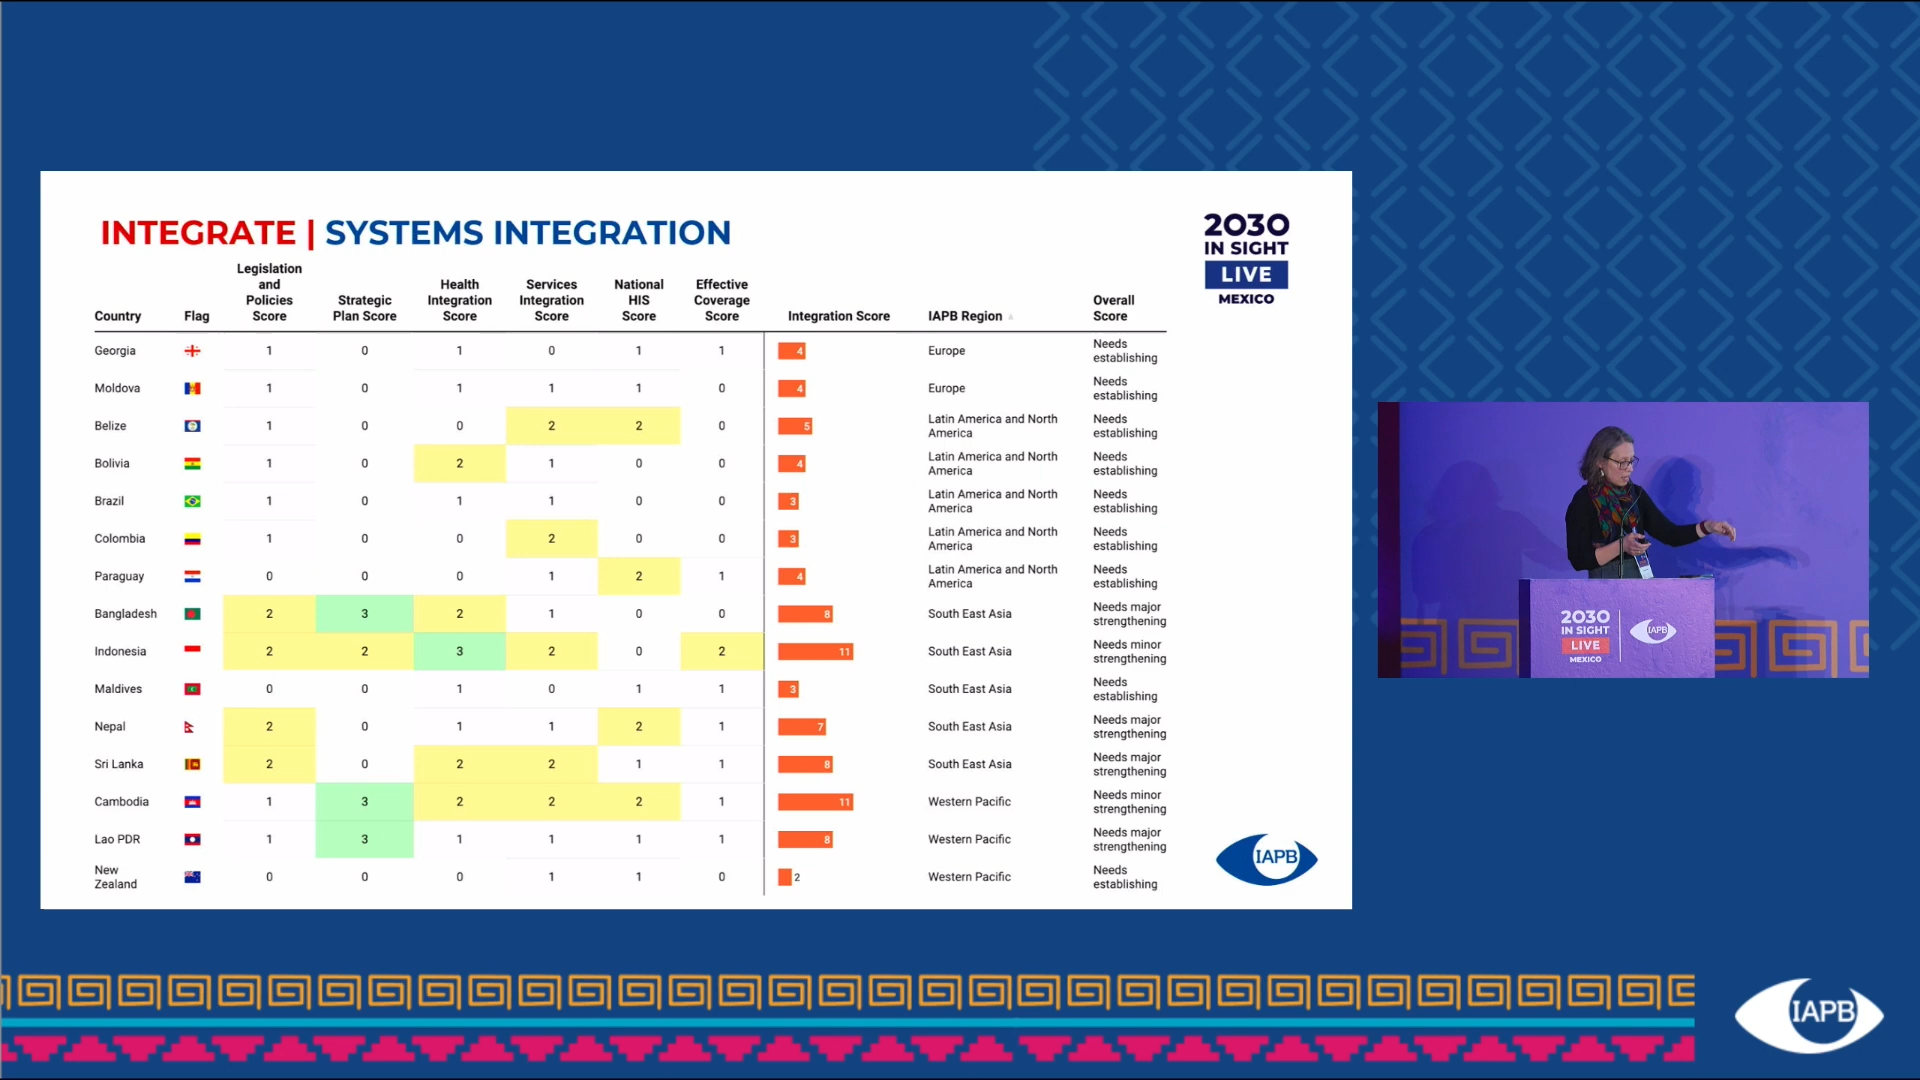 INTEGRATE | SYSTEMS INTEGRATION
2030
IN SIGHT
LIVE
MEXICO
Country Flag Legislation and Policies Score Strategic Plan Score Health Integration Score Services Integration Score National HIS Score Effective Coverage Score Integration Score IAPB Region Overall Score
Georgia 1 0 1 0 1 1 4 Europe Needs establishing
Moldova 1 0 1 1 1 0 4 Europe Needs establishing
Belize 1 0 0 2 2 0 5 Latin America and North America Needs establishing
Bolivia 1 0 2 1 0 0 4 Latin America and North America Needs establishing
Brazil 1 0 1 1 0 0 3 Latin America and North America Needs establishing
Colombia 1 0 0 2 0 0 3 Latin America and North America Needs establishing
Paraguay 0 0 0 1 2 1 4 Latin America and North America Needs establishing
Bangladesh 2 3 2 1 0 0 8 South East Asia Needs major strengthening
Indonesia 2 2 3 2 0 2 11 South East Asia Needs minor strengthening
Maldives 0 0 1 0 1 1 3 South East Asia Needs establishing
Nepal 2 0 1 1 2 1 7 South East Asia Needs major strengthening
Sri Lanka 2 0 2 2 1 1 8 South East Asia Needs major strengthening
Cambodia 1 3 2 2 2 1 11 Western Pacific Needs minor strengthening
Lao PDR 1 3 1 1 1 1 8 Western Pacific Needs major strengthening
New Zealand 0 0 0 1 1 0 2 Western Pacific Needs establishing
IAPB
2030
IN SIGHT
LIVE
MEXICO
IAPB
IAPB